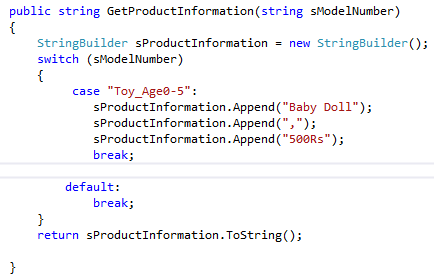 public string GetProductInformation(string sModelNumber)
{
StringBuilder sProductInformation = new StringBuilder();
switch (sModelNumber)
{
case "Toy_Age0-5":
sProductInformation.Append("Baby Doll");
sProductInformation.Append(",");
sProductInformation.Append("500Rs");
break;
default:
break;
}
return sProductInformation.ToString();
}